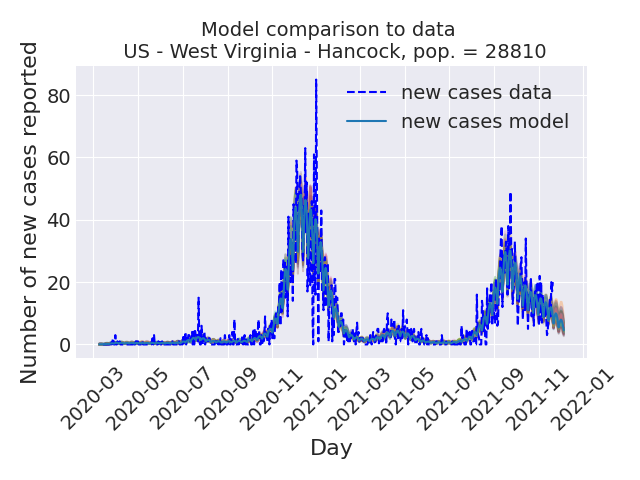 Model comparison to data
US - West Virginia - Hancock, pop. = 28810
Number of new cases reported
80
60
40
20
0
new cases data
new cases model
2020-03
2020-05
2020-07
2020-09
2020-11
2021-01
2021-03
2021-05
2021-07
2021-09
2021-11
2022-01
Day